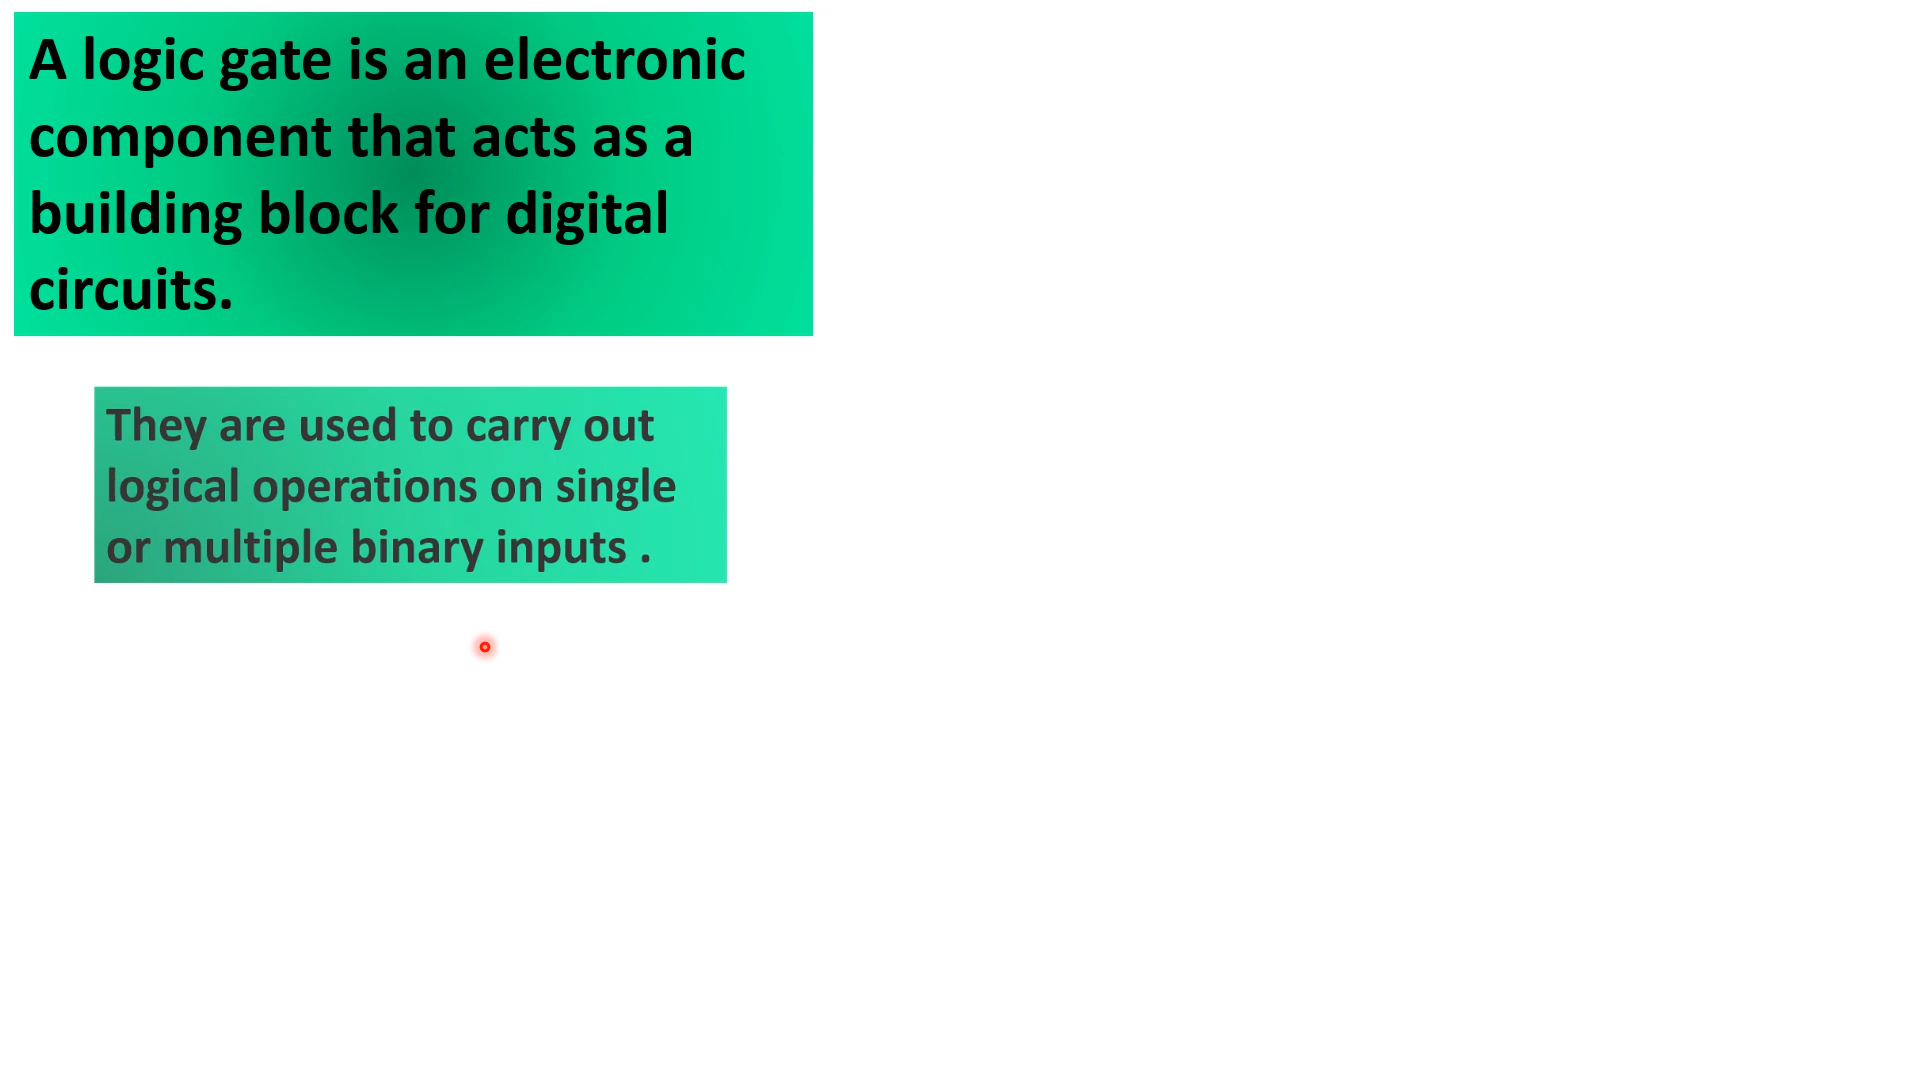 A logic gate is an electronic
component that acts as a
building block for digital
circuits.
They are used to carry out
logical operations on single
or multiple binary inputs .